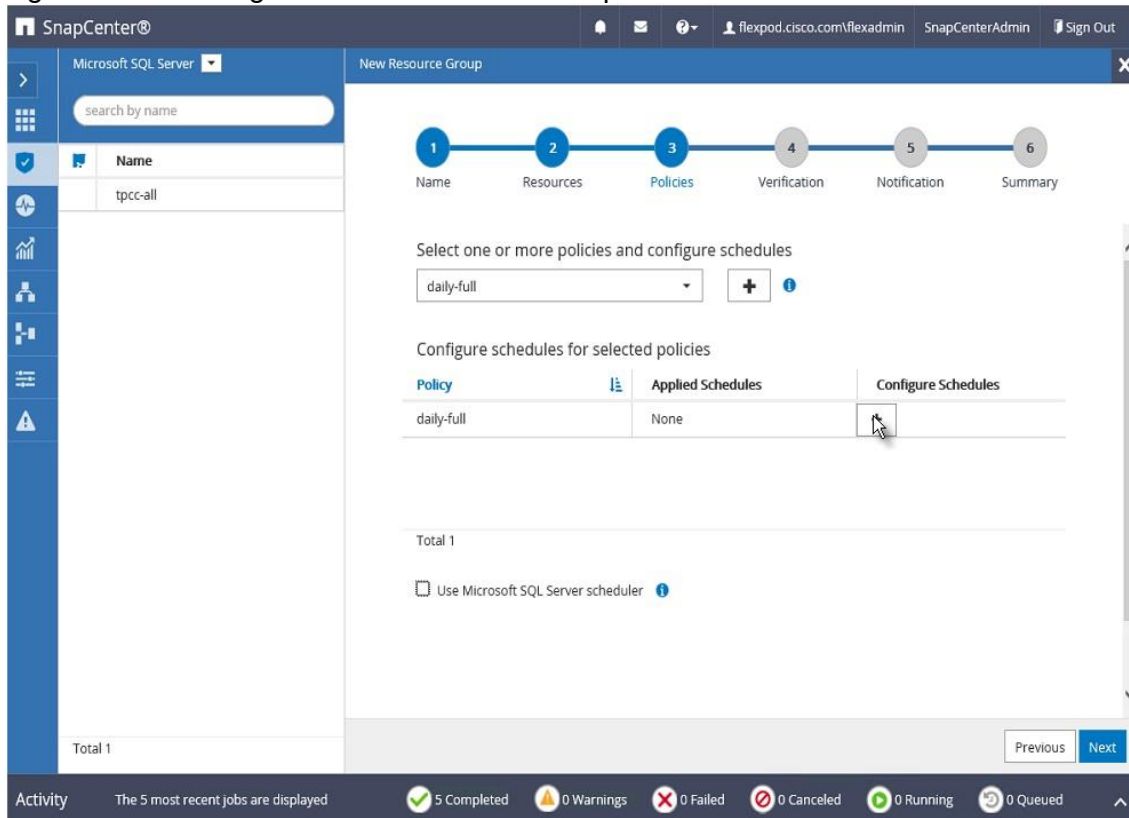 SnapCenter®
flexpod.cisco.com\flexadmin SnapCenterAdmin Sign Out
Microsoft SQL Server
New Resource Group
search by name
Name
tpcc-all
1 2 3 4 5 6
Name Resources Policies Verification Notification Summary
Select one or more policies and configure schedules
daily-full
Configure schedules for selected policies
Policy Applied Schedules Configure Schedules
daily-full None
Total 1
Use Microsoft SQL Server scheduler
Total 1
Previous Next
Activity The 5 most recent jobs are displayed 5 Completed 0 Warnings 0 Failed 0 Canceled 0 Running 0 Queued